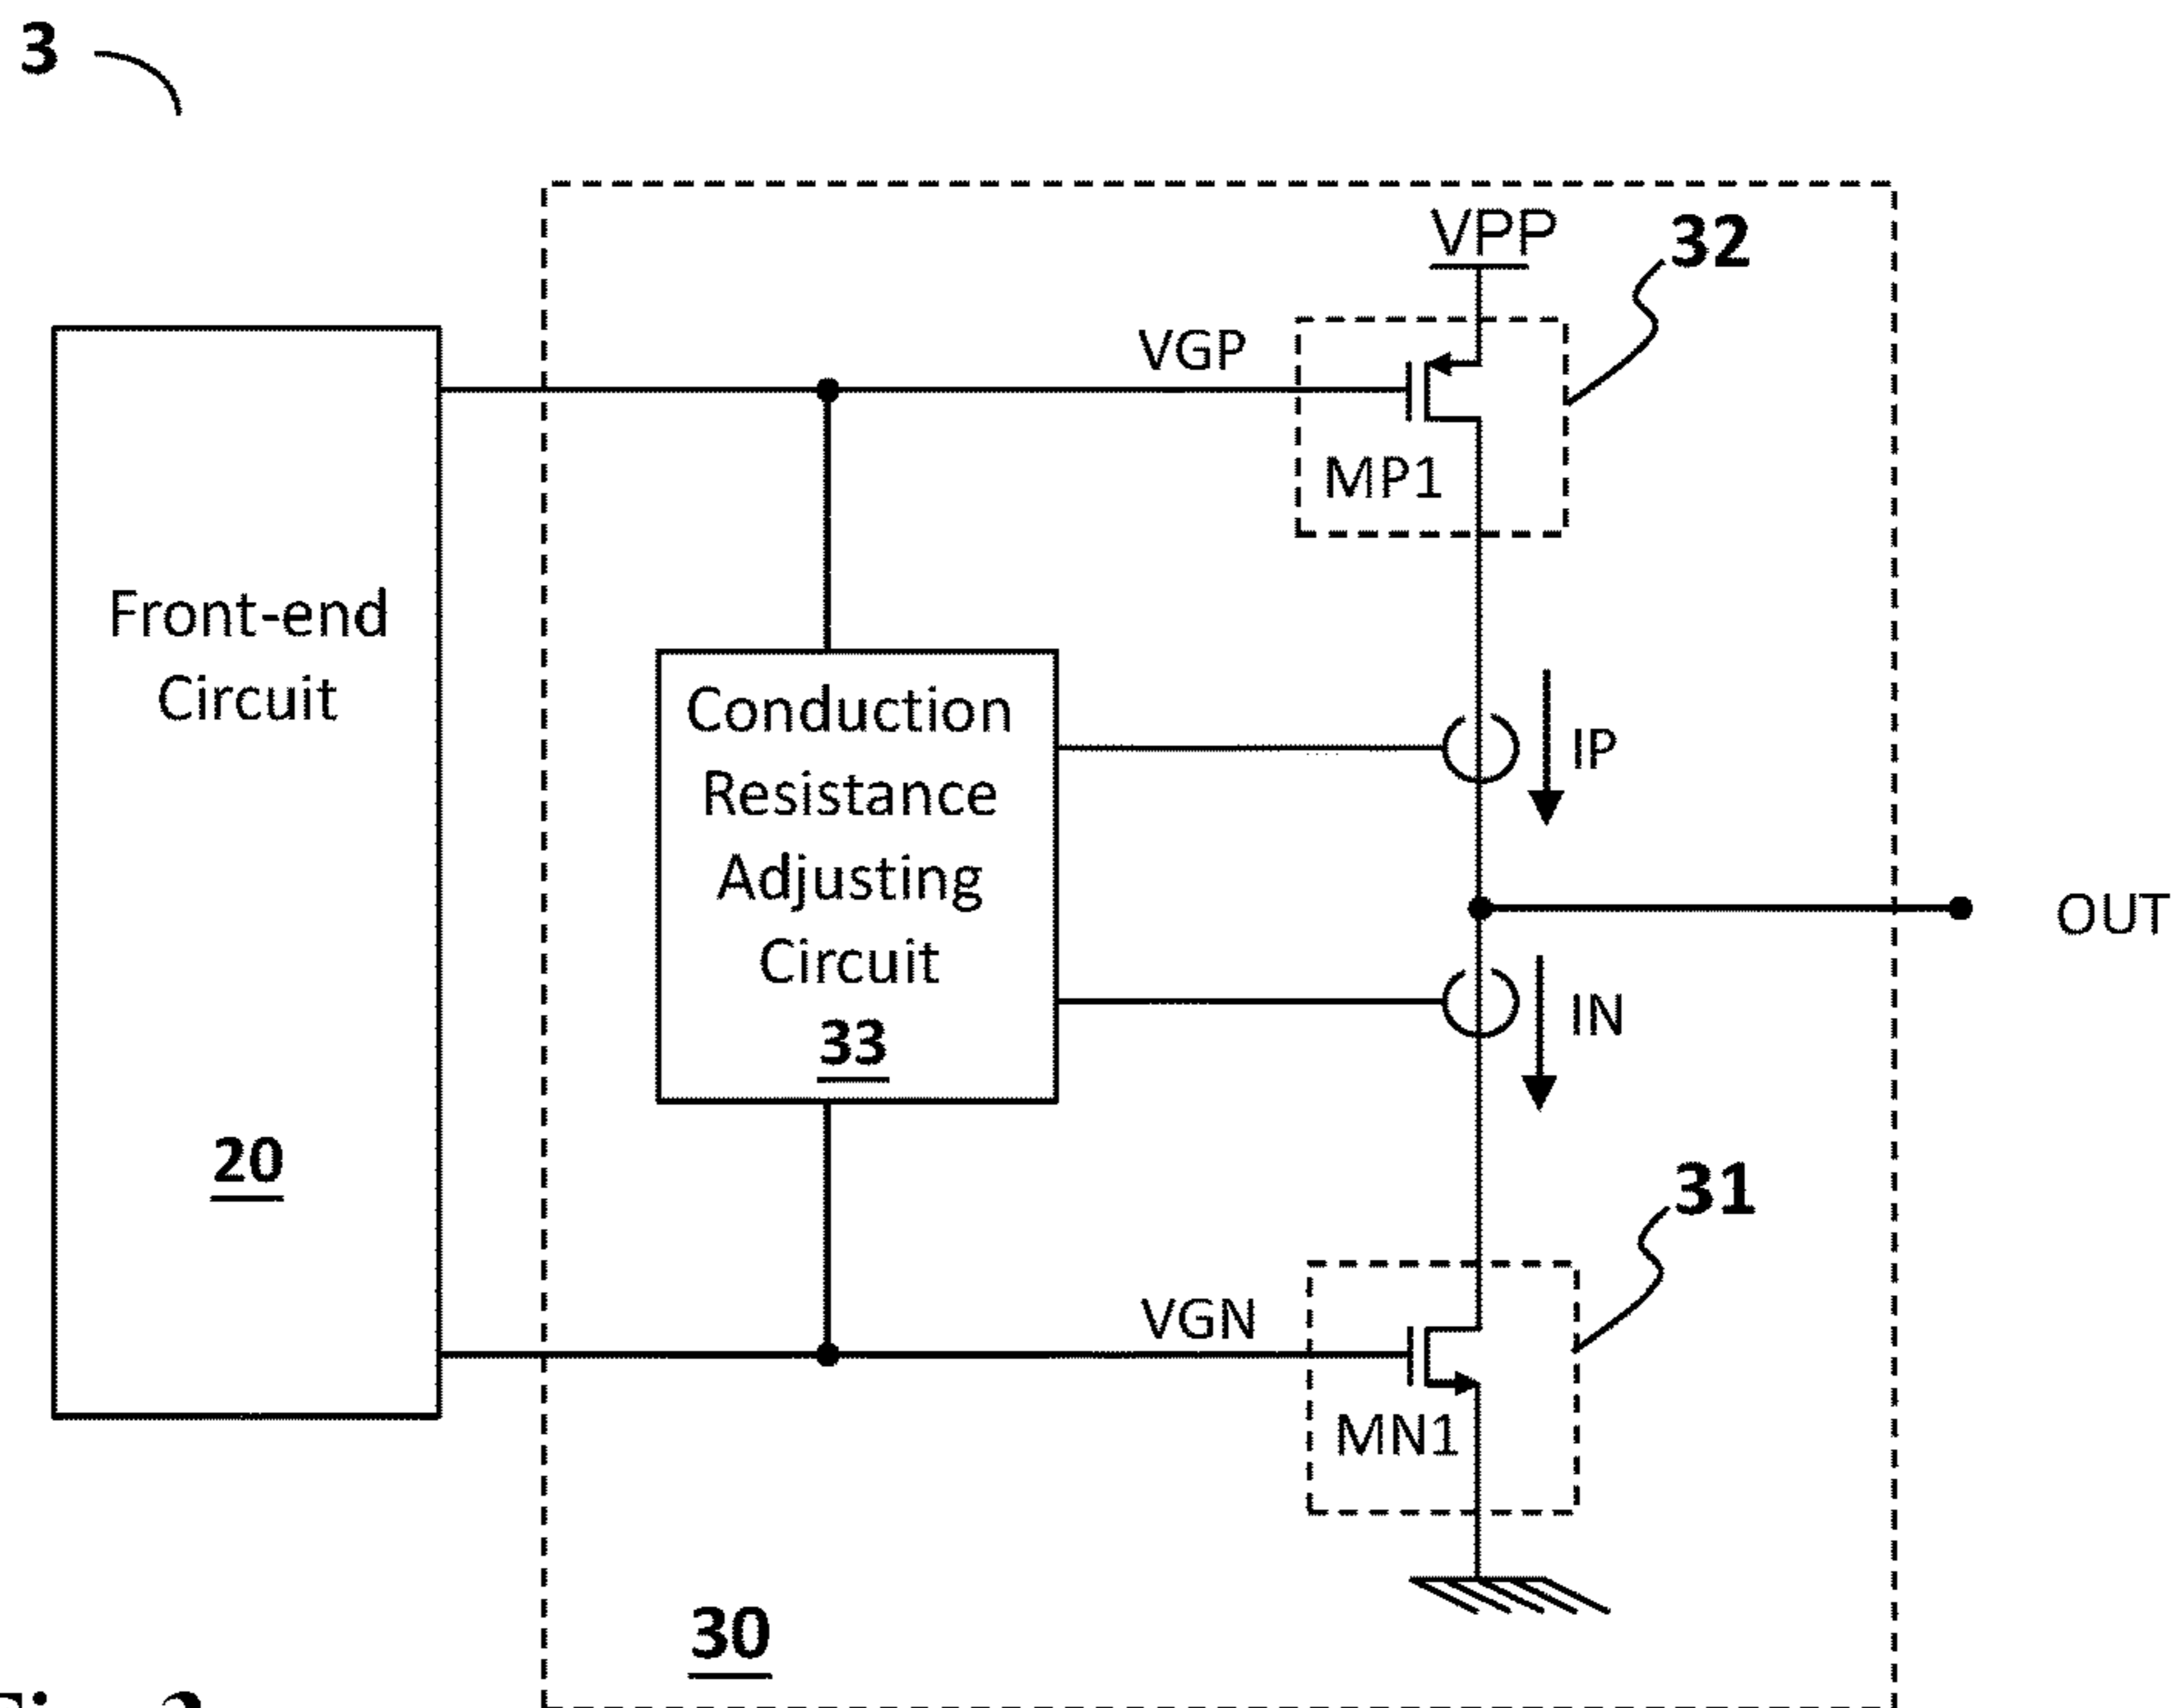 3
VPP
32
VGP
MP1
Front-end
Circuit
20
Conduction
Resistance
Adjusting
Circuit
33
IP
OUT
IN
31
VGN
MN1
30